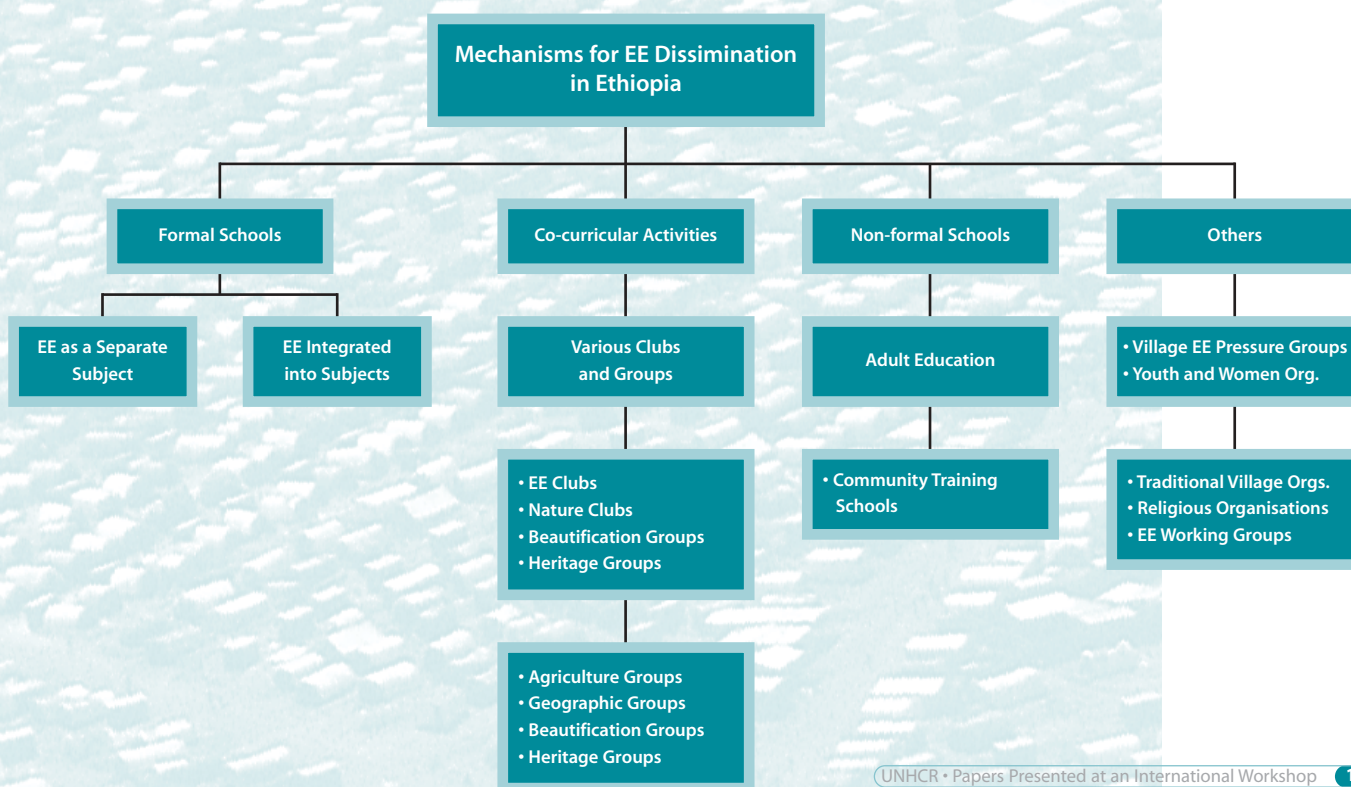 Mechanisms for EE Dissimination
in Ethiopia
Formal Schools
Co-curricular Activities
Non-formal Schools
Others
EE as a Separate
Subject
EE Integrated
into Subjects
Various Clubs
and Groups
Adult Education
• Village EE Pressure Groups
• Youth and Women Org.
• EE Clubs
• Nature Clubs
• Beautification Groups
• Heritage Groups
• Community Training
Schools
• Traditional Village Orgs.
• Religious Organisations
• EE Working Groups
• Agriculture Groups
• Geographic Groups
• Beautification Groups
• Heritage Groups
UNHCR • Papers Presented at an International Workshop